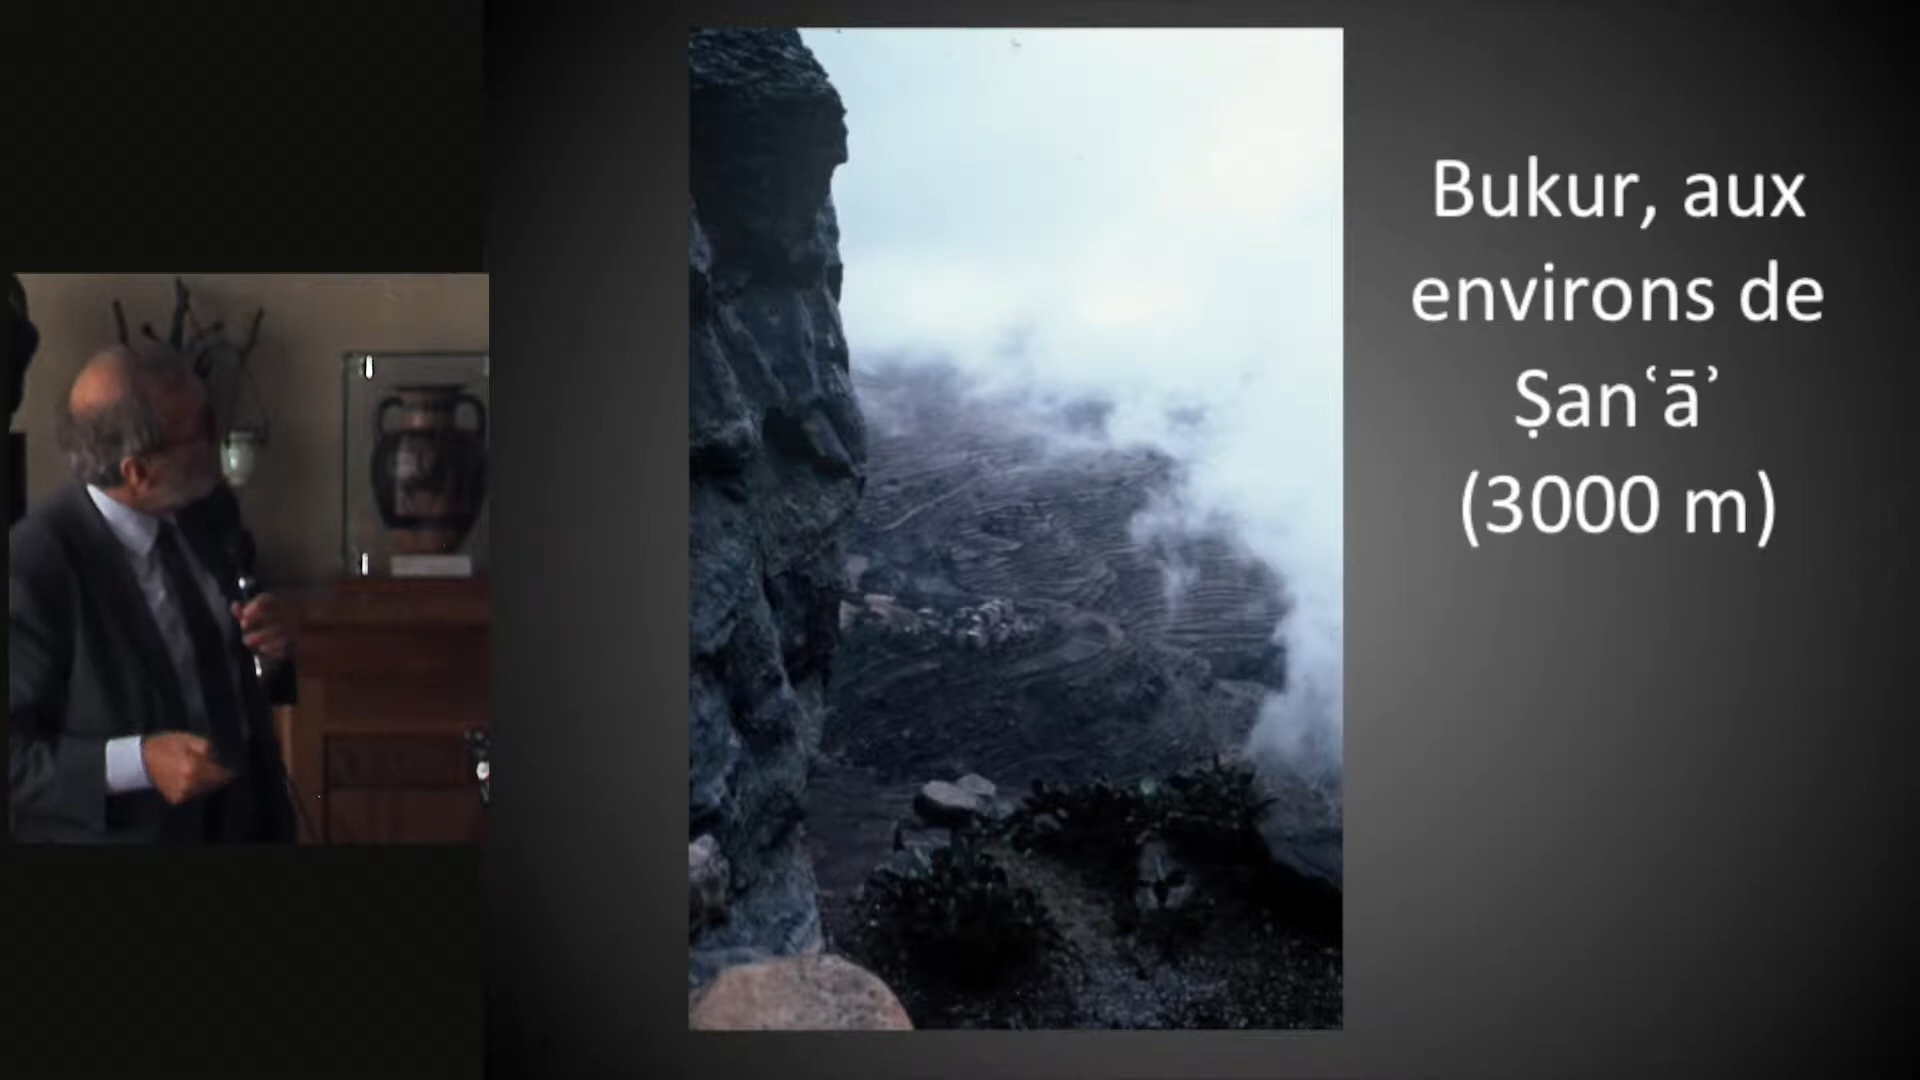 Bukur, aux
environs de
Ṣanʿāʾ
(3000 m)